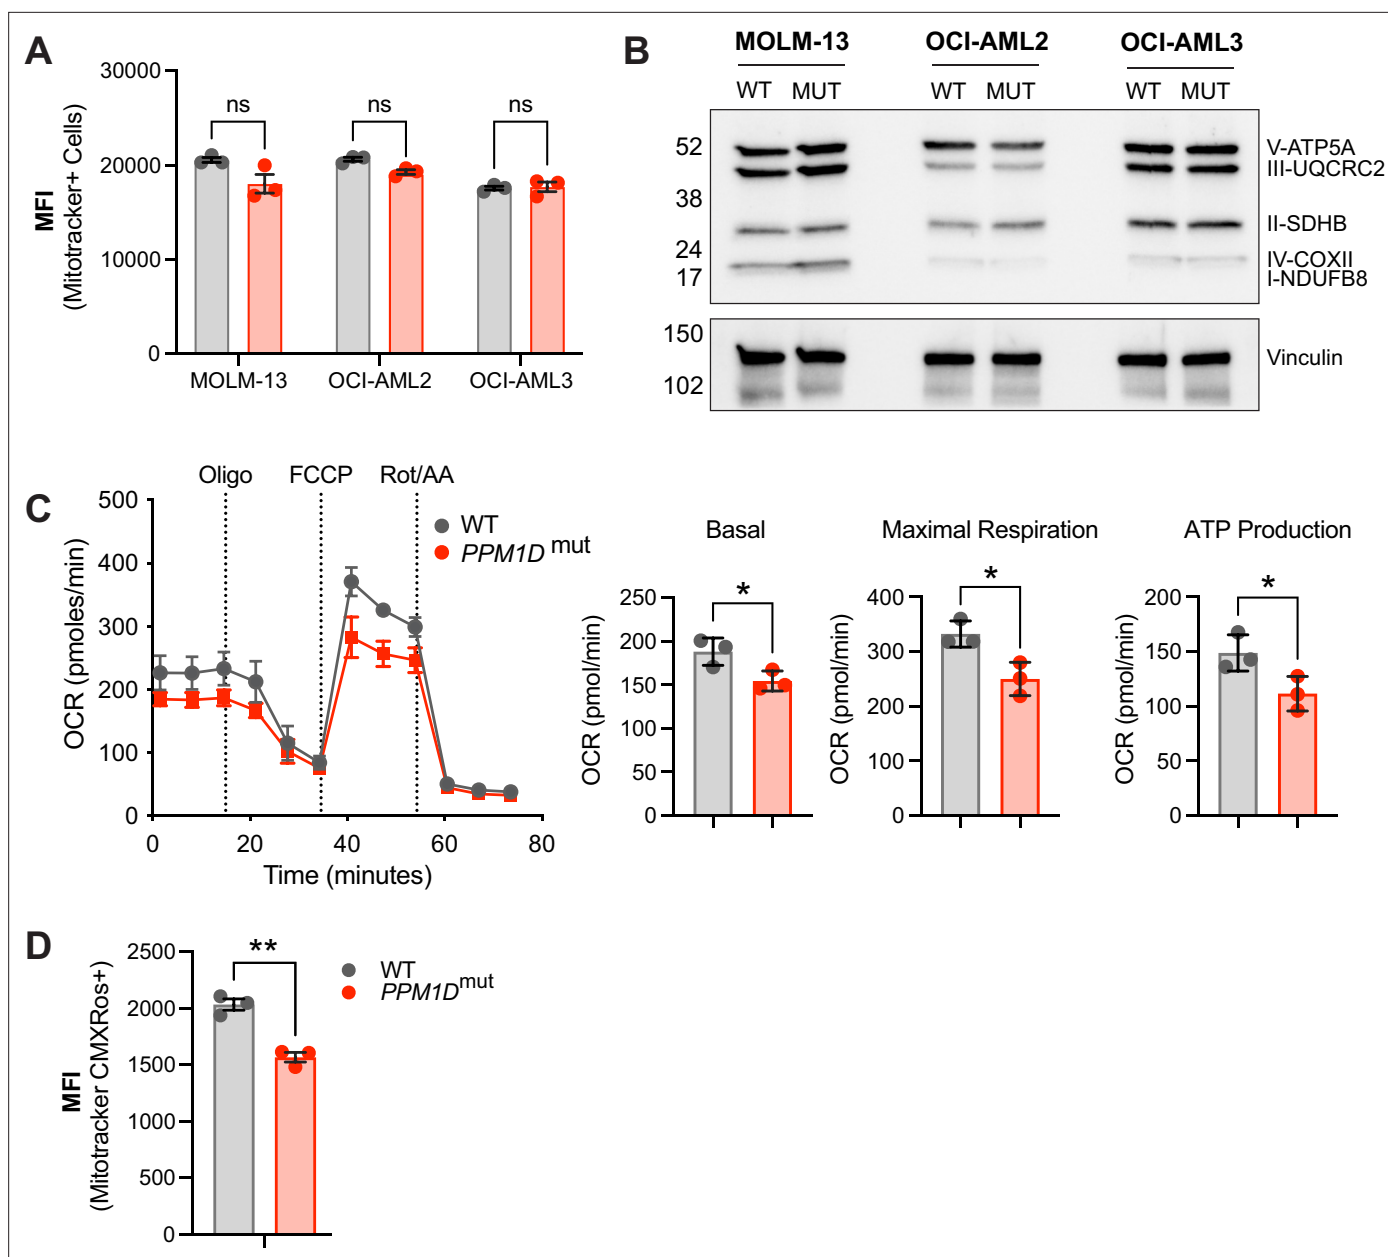 A
30000
20000
10000
0
MFI
(Mitotracker+ Cells)
ns
ns
ns
MOLM-13
OCI-AML2
OCI-AML3
B
MOLM-13
OCI-AML2
OCI-AML3
WT
MUT
WT
MUT
WT
MUT
52
38
24
17
V-ATP5A
III-UQCRC2
II-SDHB
IV-COXII
I-NDUFB8
150
102
Vinculin
C
Oligo
FCCP
Rot/AA
500
400
300
200
100
0
OCR (pmoles/min)
WT
PPM1D mut
0
20
40
60
80
Time (minutes)
Basal
*
250
200
150
100
50
0
OCR (pmol/min)
Maximal Respiration
*
400
300
200
100
0
OCR (pmol/min)
ATP Production
*
200
150
100
50
0
OCR (pmol/min)
D
2500
2000
1500
1000
500
0
MFI
(Mitotracker CMXRos+)
**
WT
PPM1D mut